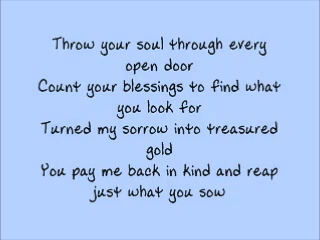 Throw your soul through every
open door
Count your blessings to find what
you look for
Turned my sorrow into treasured
gold
You pay me back in kind and reap
just what you sow